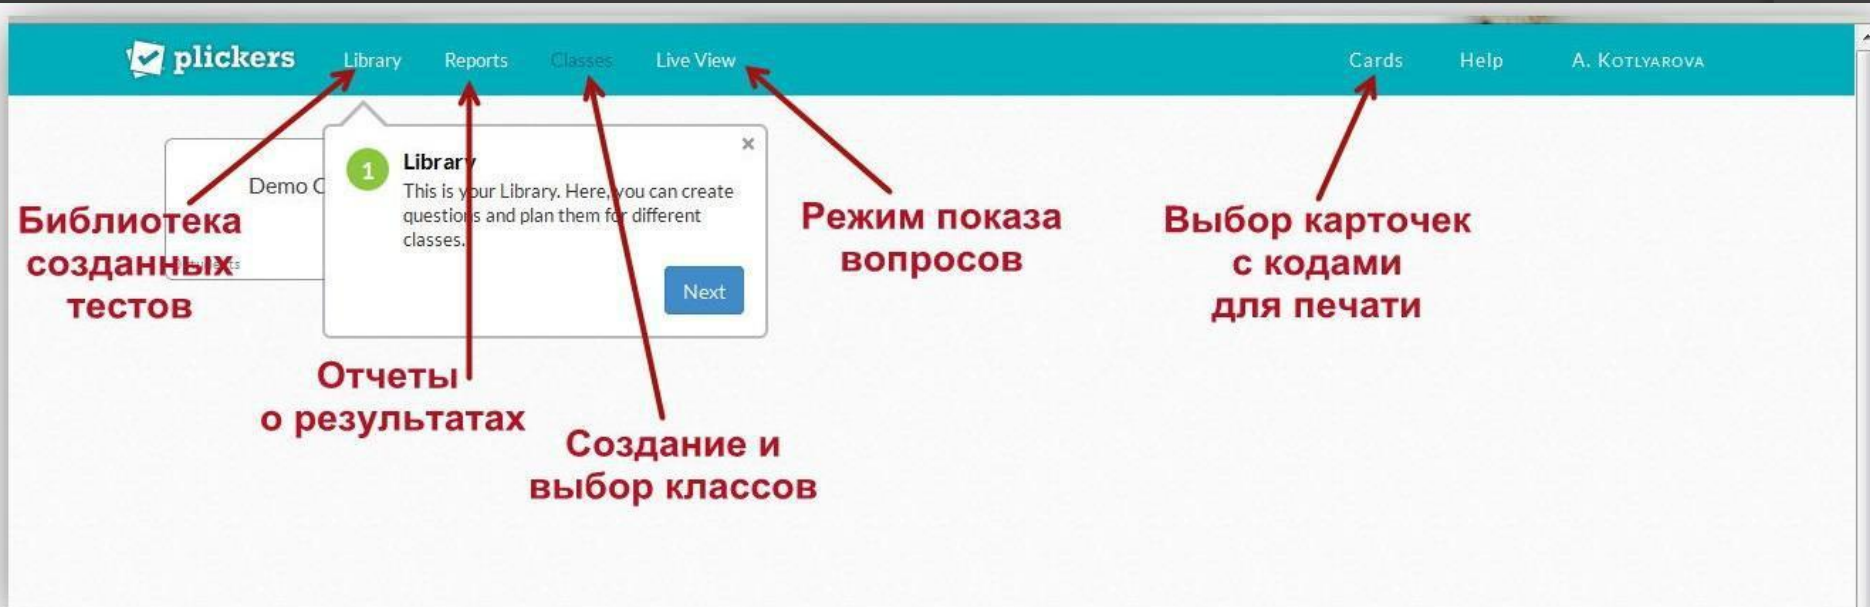 plickers
Library
Reports
Classes
Live View
Cards
Help
A. KOTLYAROVA
Demo
1
Library
This is your Library. Here, you can create
questions and plan them for different
classes.
×
Next
Библиотека
созданных
тестов
Отчеты
о результатах
Создание и
выбор классов
Режим показа
вопросов
Выбор карточек
с кодами
для печати